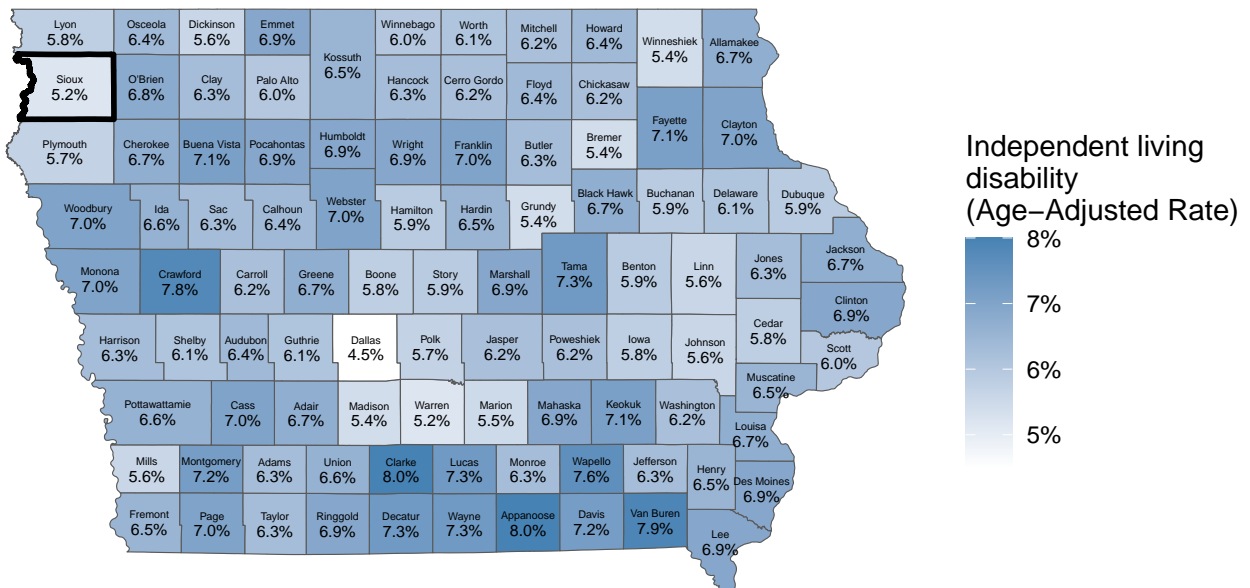 Lyon
5.8%
Osceola
6.4%
Dickinson
5.6%
Emmet
6.9%
Kossuth
6.5%
Winnebago
6.0%
Worth
6.1%
Mitchell
6.2%
Howard
6.4%
Winneshiek
5.4%
Allamakee
6.7%
Sioux
5.2%
O'Brien
6.8%
Clay
6.3%
Palo Alto
6.0%
Hancock
6.3%
Cerro Gordo
6.2%
Floyd
6.4%
Chickasaw
6.2%
Fayette
7.1%
Clayton
7.0%
Plymouth
5.7%
Cherokee
6.7%
Buena Vista
7.1%
Pocahontas
6.9%
Humboldt
6.9%
Wright
6.9%
Franklin
7.0%
Butler
6.3%
Bremer
5.4%
Woodbury
7.0%
Ida
6.6%
Sac
6.3%
Calhoun
6.4%
Webster
7.0%
Hamilton
5.9%
Hardin
6.5%
Grundy
5.4%
Black Hawk
6.7%
Buchanan
5.9%
Delaware
6.1%
Dubuque
5.9%
Monona
7.0%
Crawford
7.8%
Carroll
6.2%
Greene
6.7%
Boone
5.8%
Story
5.9%
Marshall
6.9%
Tama
7.3%
Benton
5.9%
Linn
5.6%
Jones
6.3%
Jackson
6.7%
Clinton
6.9%
Harrison
6.3%
Shelby
6.1%
Audubon
6.4%
Guthrie
6.1%
Dallas
4.5%
Polk
5.7%
Jasper
6.2%
Poweshiek
6.2%
Iowa
5.8%
Johnson
5.6%
Cedar
5.8%
Scott
6.0%
Muscatine
6.5%
Pottawattamie
6.6%
Cass
7.0%
Adair
6.7%
Madison
5.4%
Warren
5.2%
Marion
5.5%
Mahaska
6.9%
Keokuk
7.1%
Washington
6.2%
Louisa
6.7%
Mills
5.6%
Montgomery
7.2%
Adams
6.3%
Union
6.6%
Clarke
8.0%
Lucas
7.3%
Monroe
6.3%
Wapello
7.6%
Jefferson
6.3%
Henry
6.5%
Des Moines
6.9%
Fremont
6.5%
Page
7.0%
Taylor
6.3%
Ringgold
6.9%
Decatur
7.3%
Wayne
7.3%
Appanoose
8.0%
Davis
7.2%
Van Buren
7.9%
Lee
6.9%
Independent living
disability
(Age−Adjusted Rate)
8%
7%
6%
5%